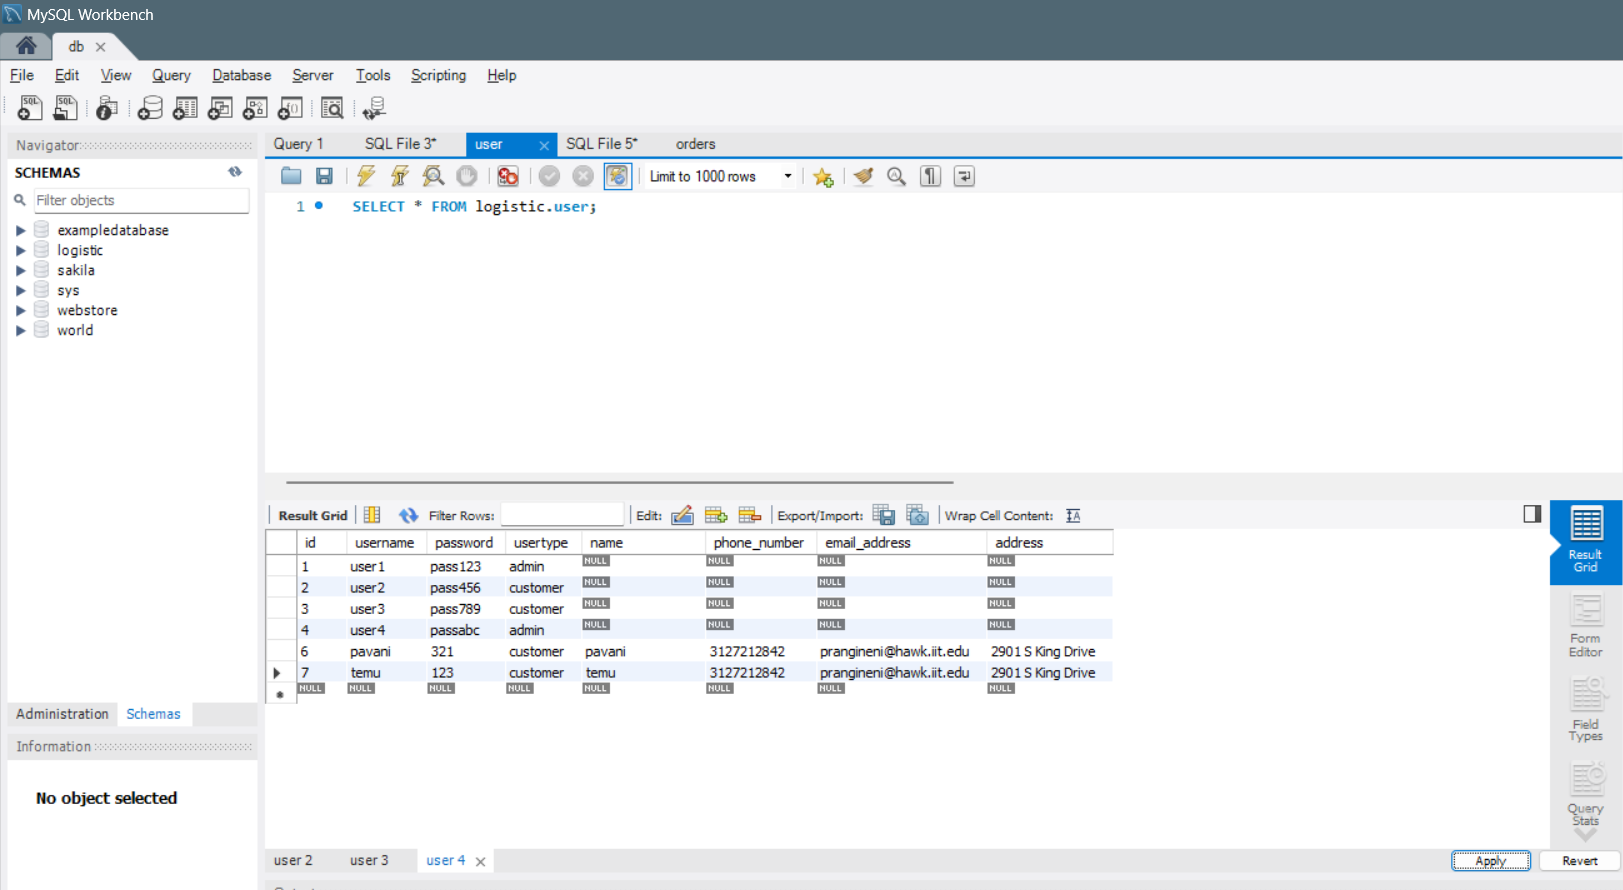 MySQL Workbench
db
File Edit View Query Database Server Tools Scripting Help
Navigator
SCHEMAS
Filter objects
exampledatabase
logistic
sakila
sys
webstore
world
Administration Schemas
Information
No object selected
Query 1 SQL File 3* user SQL File 5* orders
Limit to 1000 rows
1 SELECT * FROM logistic.user;
Result Grid Filter Rows: Edit: Export/Import: Wrap Cell Content:
id username password usertype name phone_number email_address address
1 user1 pass123 admin NULL NULL NULL NULL
2 user2 pass456 customer NULL NULL NULL NULL
3 user3 pass789 customer NULL NULL NULL NULL
4 user4 passabc admin NULL NULL NULL NULL
6 pavani 321 customer pavani 3127212842 prangineni@hawk.iit.edu 2901 S King Drive
7 temu 123 customer temu 3127212842 prangineni@hawk.iit.edu 2901 S King Drive
NULL NULL NULL NULL NULL NULL NULL NULL
Result
Grid
Form
Editor
Field
Types
Query
Stats
user 2 user 3 user 4
Apply Revert